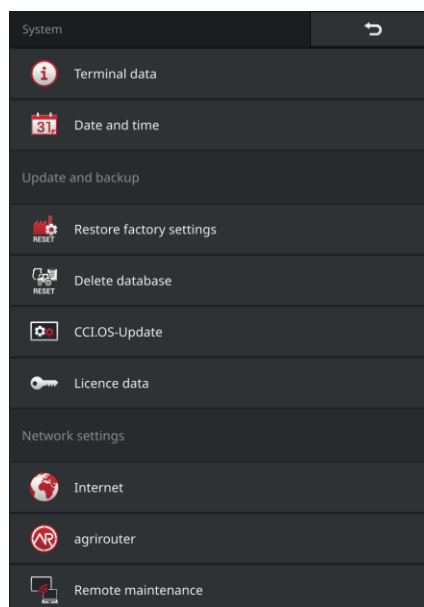 System
Terminal data
31
Date and time
Update and backup
RESET
Restore factory settings
RESET
Delete database
CCI.OS-Update
Licence data
Network settings
Internet
AR
agrirouter
Remote maintenance